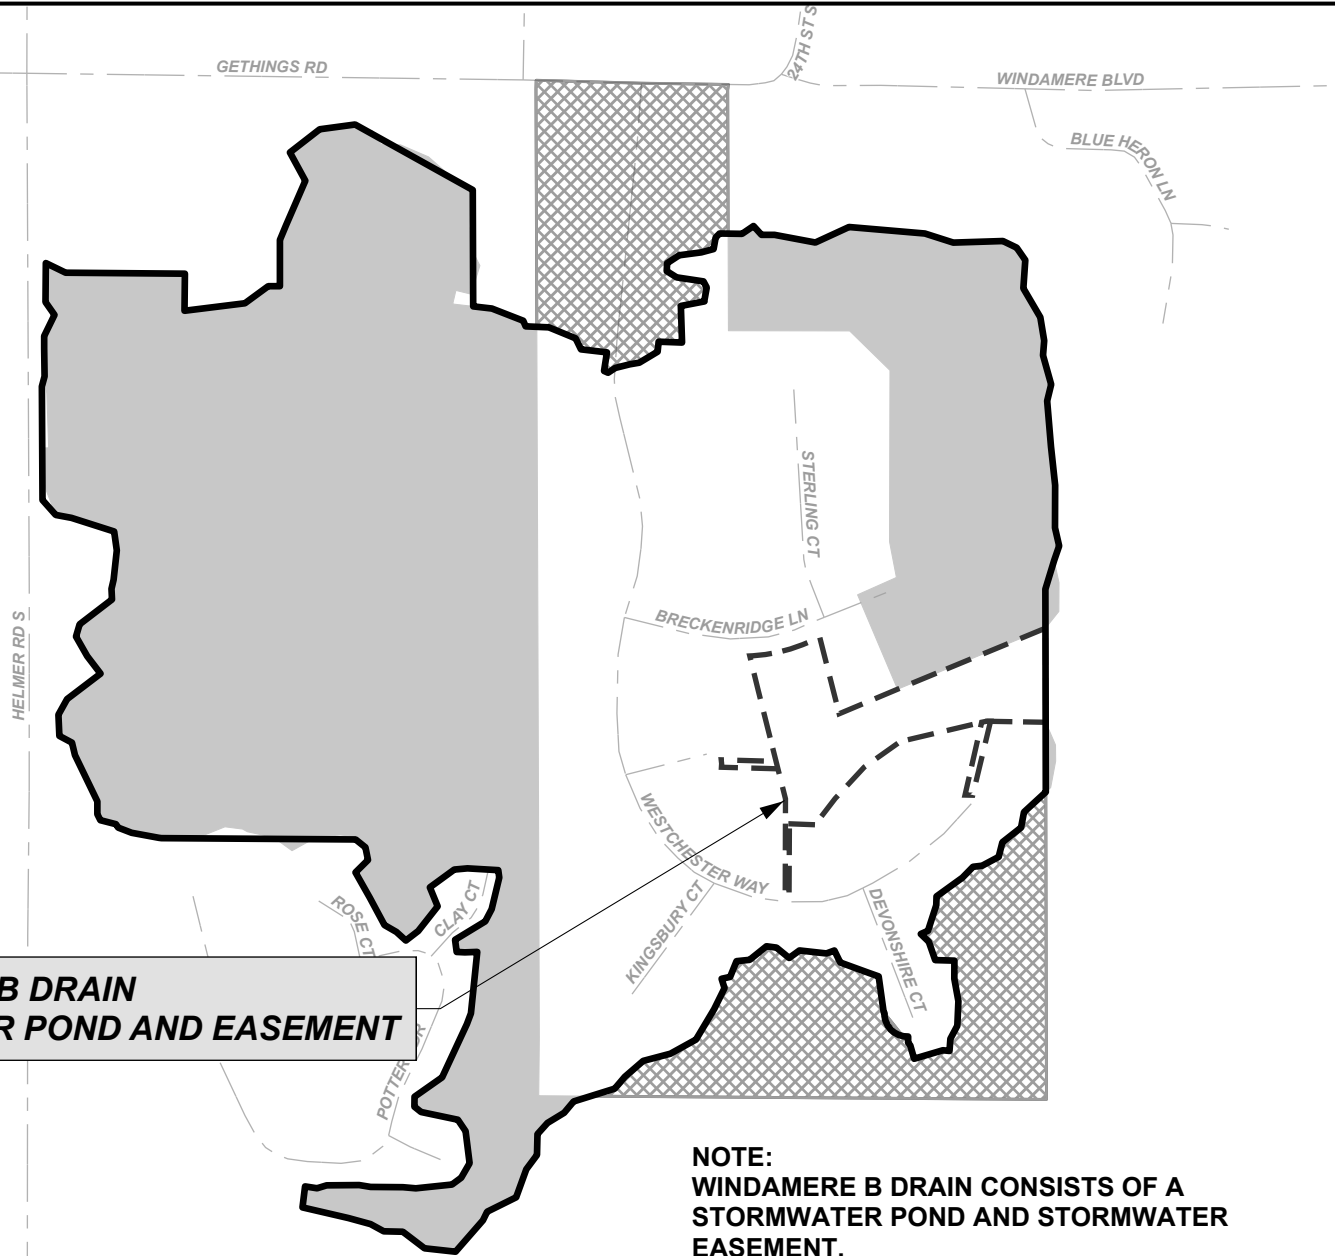 GETHINGS RD
24TH ST S
WINDAMERE BLVD
BLUE HERON LN
STERLING CT
BRECKENRIDGE LN
HELMER RD S
WESTCHESTER WAY
KINGSBURY CT
DEVONSHIRE CT
ROSE CT
CLAY CT
B DRAIN
R POND AND EASEMENT
POTTER DR
NOTE:
WINDAMERE B DRAIN CONSISTS OF A
STORMWATER POND AND STORMWATER
EASEMENT.